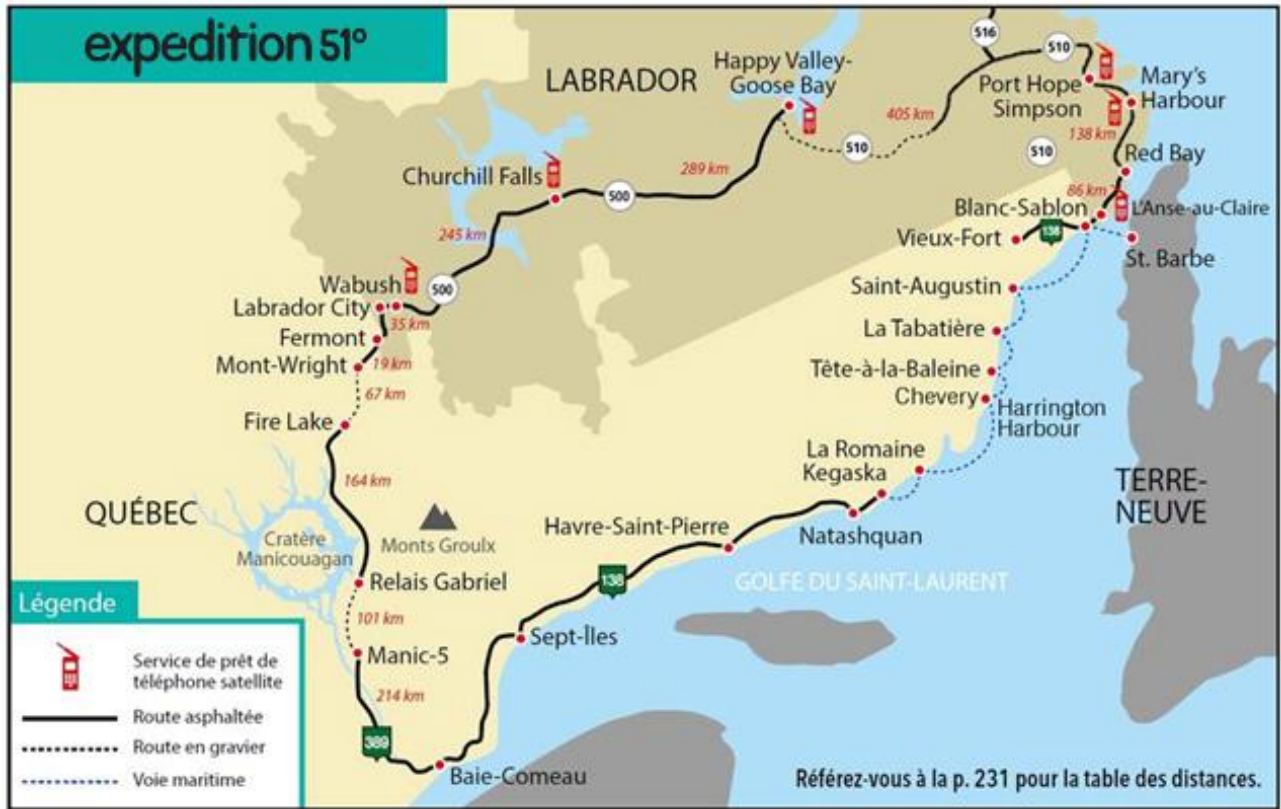 expedition 51°
LABRADOR
Happy Valley-
Goose Bay
516
510
Port Hope
Simpson
Mary's
Harbour
405 km
138 km
510
510
Red Bay
Churchill Falls
289 km
500
86 km
L'Anse-au-Claire
Blanc-Sablon
Vieux-Fort
138
St. Barbe
245 km
Wabush
500
Labrador City
35 km
Saint-Augustin
Fermont
La Tabatière
Mont-Wright
19 km
67 km
Tête-à-la-Baleine
Chevery
Harrington
Harbour
Fire Lake
La Romaine
Kegaska
164 km
TERRE-
NEUVE
QUÉBEC
Cratère
Manicouagan
Monts Groulx
Havre-Saint-Pierre
Natashquan
Relais Gabriel
138
GOLFE DU SAINT-LAURENT
101 km
Sept-Îles
Manic-5
214 km
389
Baie-Comeau
Légende
Service de prêt de
téléphone satellite
Route asphaltée
Route en gravier
Voie maritime
Référez-vous à la p. 231 pour la table des distances.